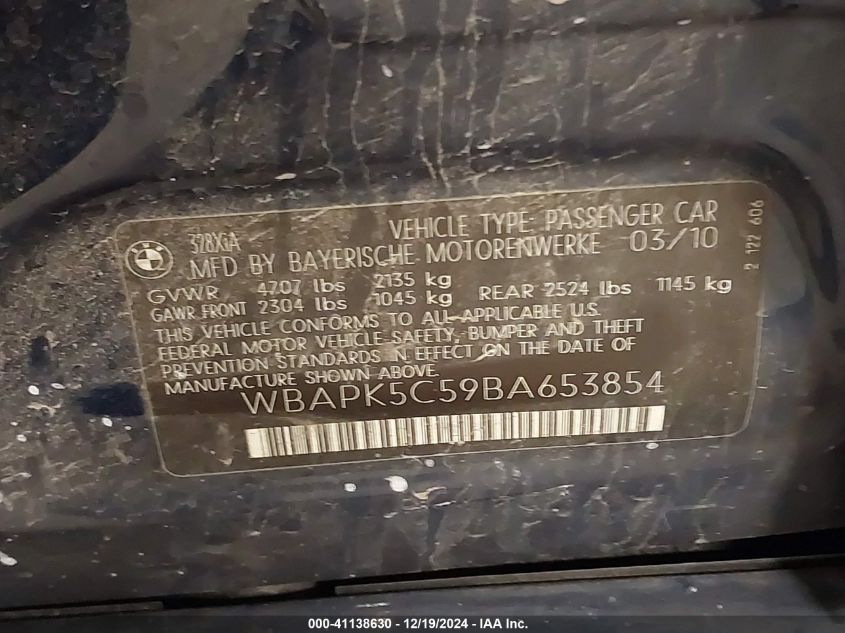 BMW
328XiA
VEHICLE TYPE: PASSENGER CAR
MFD BY BAYERISCHE MOTORENWERKE 03/10
GVWR 4707 lbs 2135 kg
GAWR FRONT 2304 lbs 1045 kg REAR 2524 lbs 1145 kg
THIS VEHICLE CONFORMS TO ALL APPLICABLE U.S.
FEDERAL MOTOR VEHICLE SAFETY, BUMPER AND THEFT
PREVENTION STANDARDS IN EFFECT ON THE DATE OF
MANUFACTURE SHOWN ABOVE.
WBAPK5C59BA653854
2 122 606
000-41138630 - 12/19/2024 - IAA Inc.